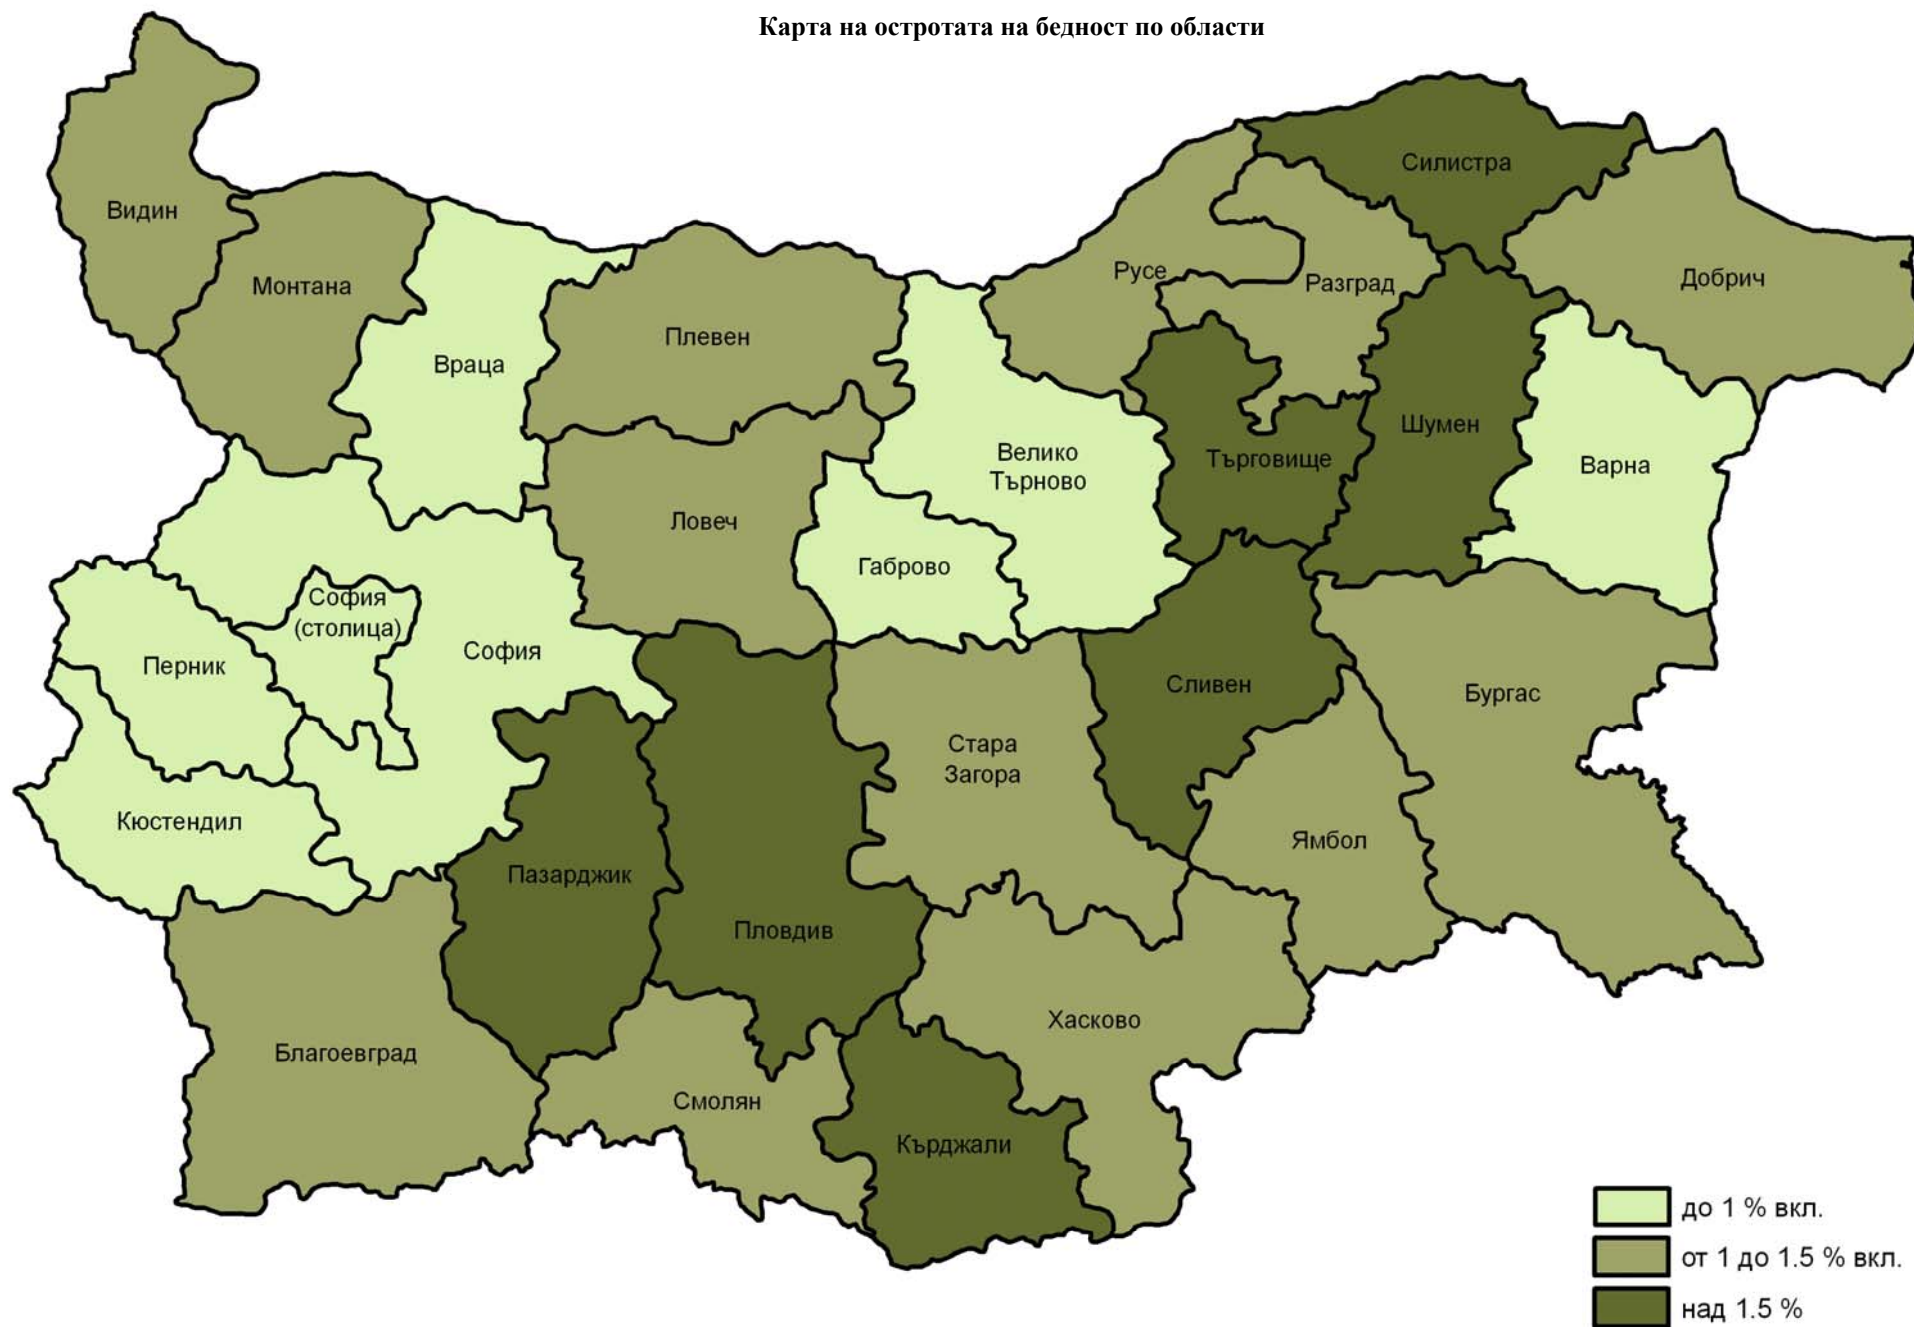 Карта на остротата на бедност по области
Силистра
Видин
Русе
Разград
Добрич
Монтана
Плевен
Враца
Шумен
Велико
Търново
Търговище
Варна
Ловеч
Габрово
София
(столица)
София
Перник
Сливен
Бургас
Стара
Загора
Кюстендил
Ямбол
Пазарджик
Пловдив
Хасково
Благоевград
Смолян
Кърджали
до 1 % вкл.
от 1 до 1.5 % вкл.
над 1.5 %